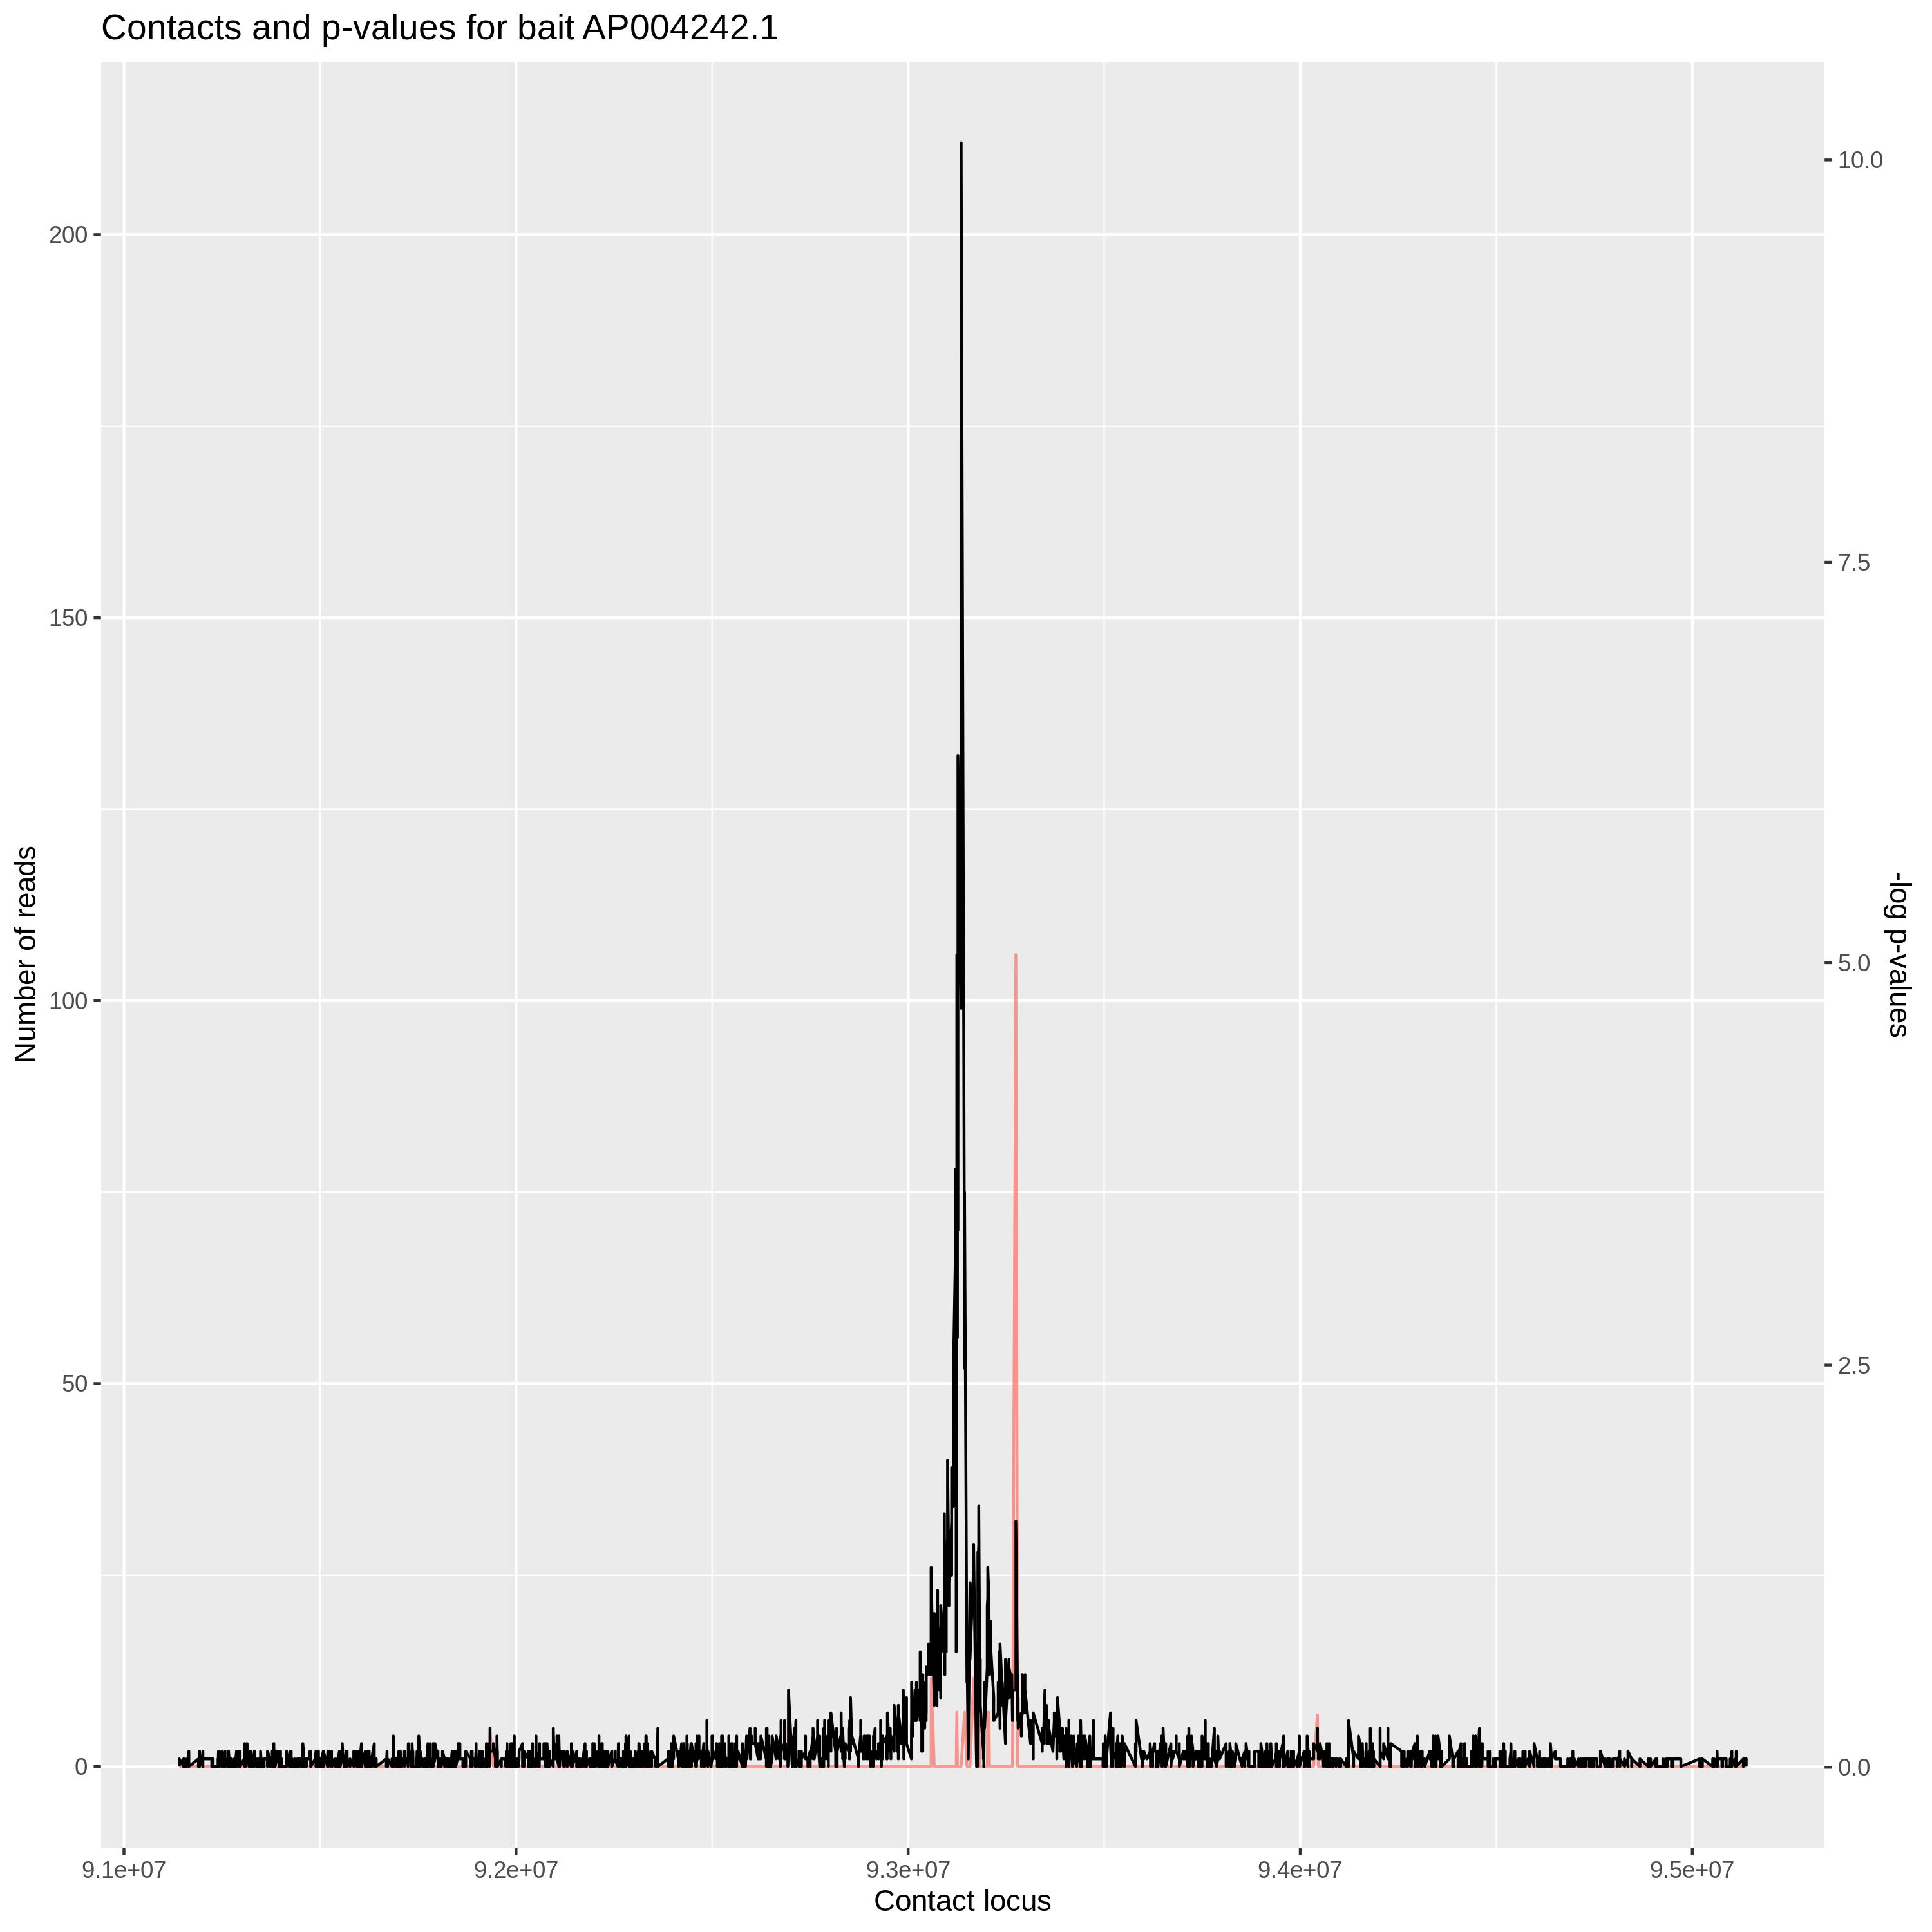 Contacts and p-values for bait AP004242.1
Number of reads
200
150
100
50
0
10.0
7.5
5.0
2.5
0.0
-log p-values
9.1e+07 9.2e+07 9.3e+07 9.4e+07 9.5e+07
Contact locus